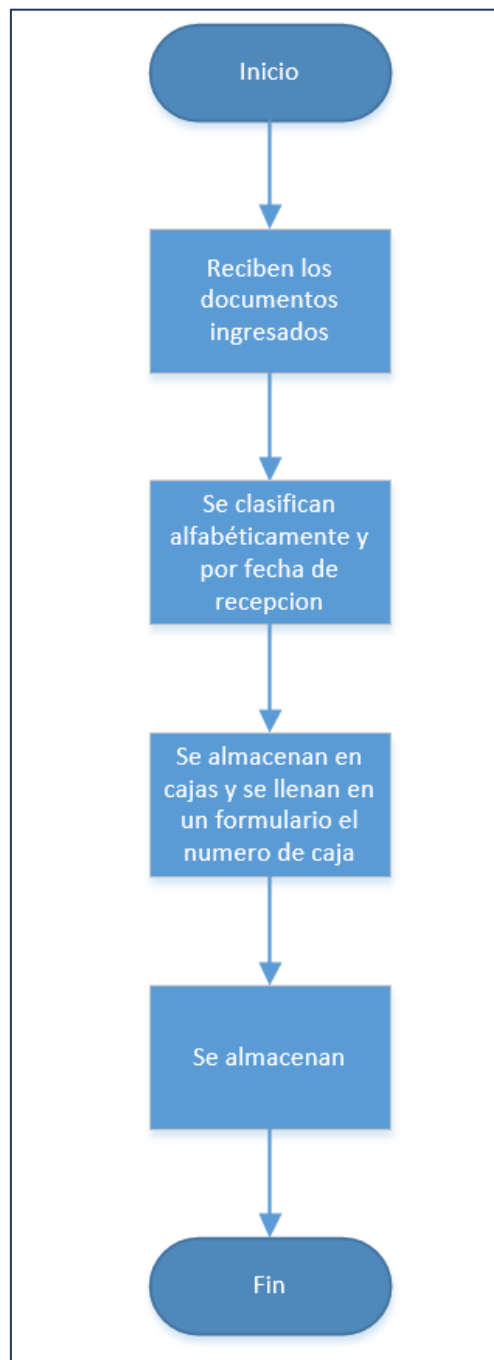 Inicio
Reciben los
documentos
ingresados
Se clasifican
alfabéticamente y
por fecha de
recepcion
Se almacenan en
cajas y se llenan en
un formulario el
numero de caja
Se almacenan
Fin